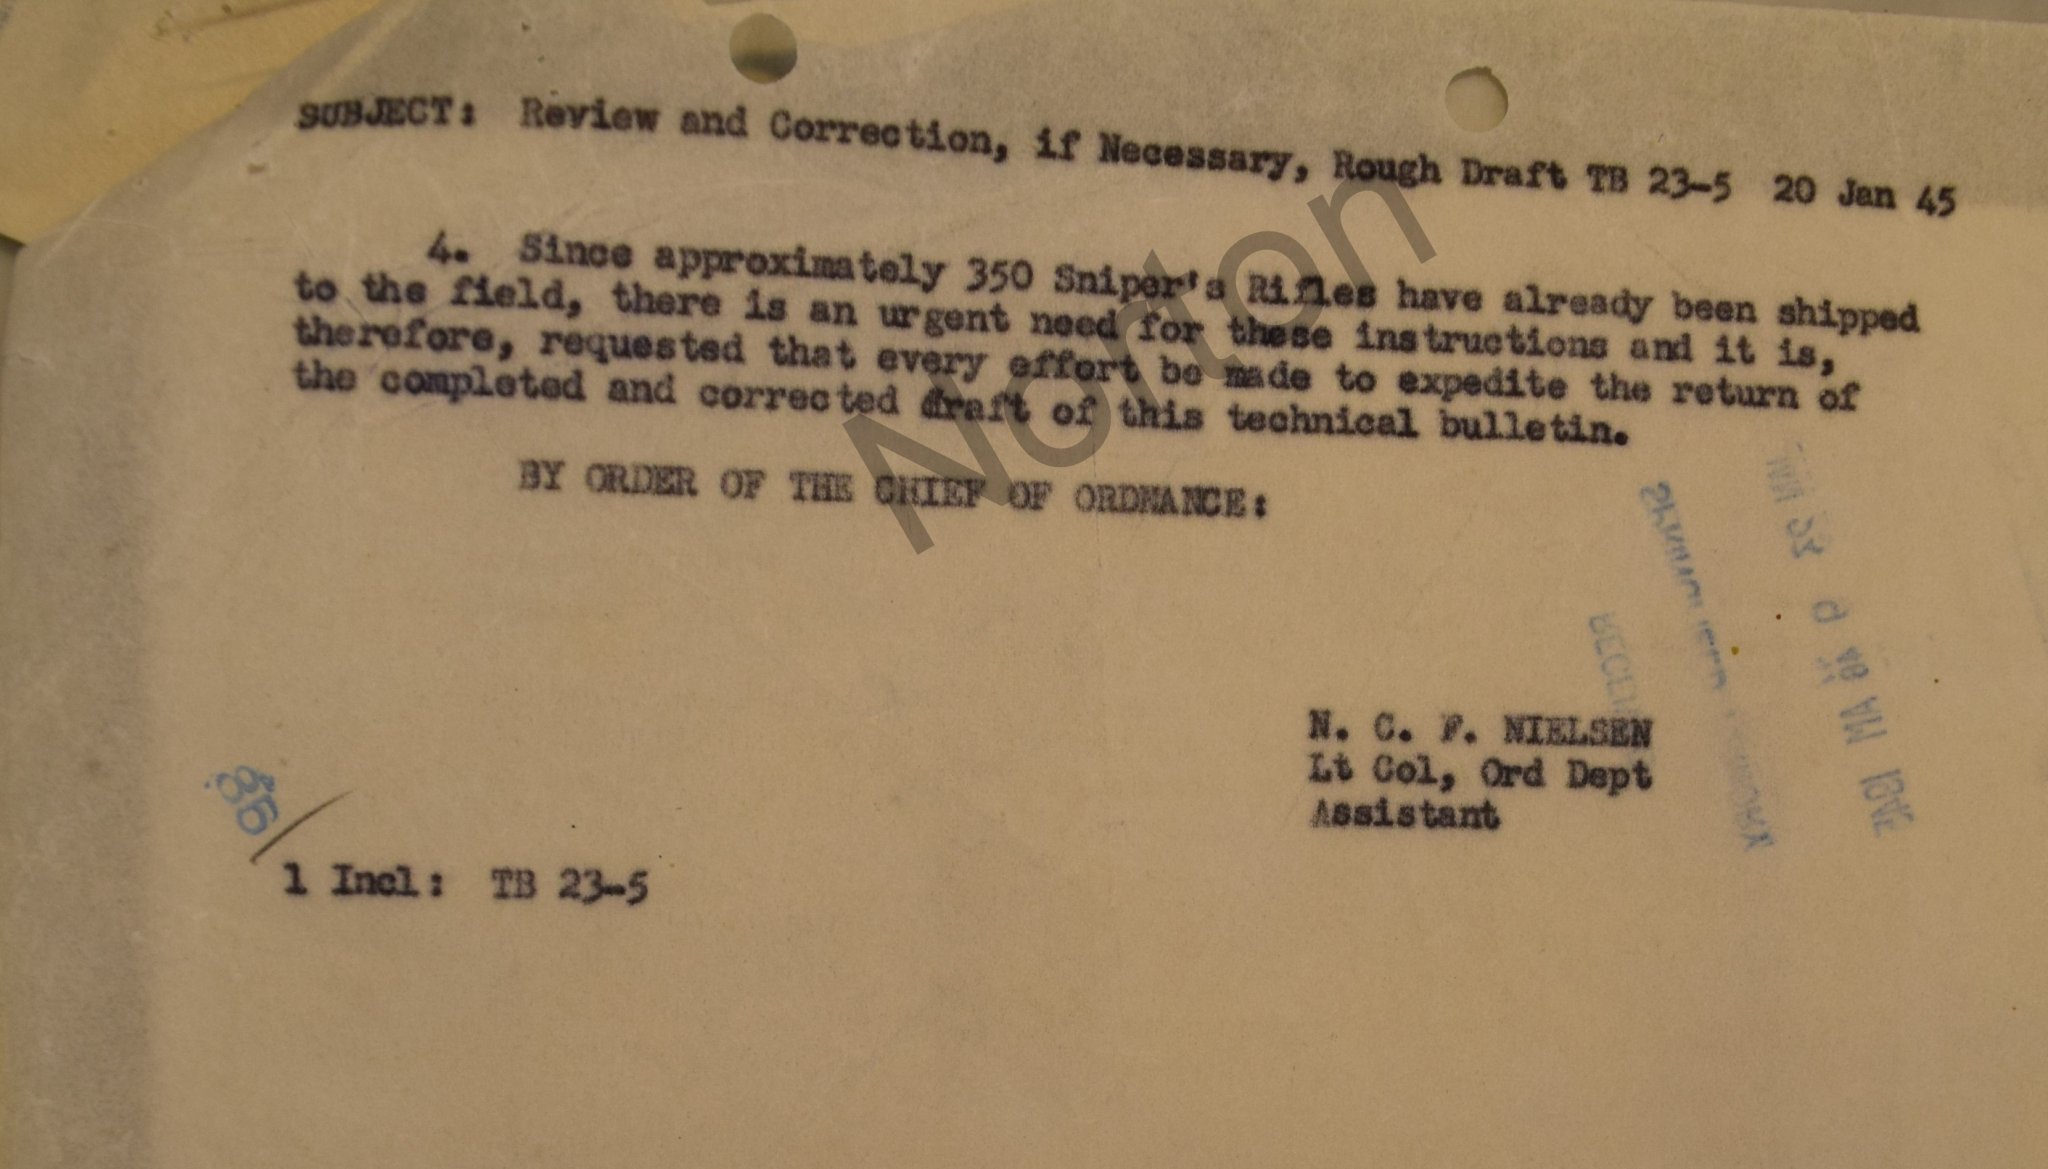 SUBJECT: Review and Correction, if Necessary, Rough Draft TB 23-5 20 Jan 45
4. Since approximately 350 Sniper's Rifles have already been shipped
to the field, there is an urgent need for these instructions and it is,
therefore, requested that every effort be made to expedite the return of
the completed and corrected draft of this technical bulletin.
BY ORDER OF THE CHIEF OF ORDNANCE:
Norton
N. C. F. NIELSEN
Lt Col, Ord Dept
Assistant
1 Incl: TB 23-5